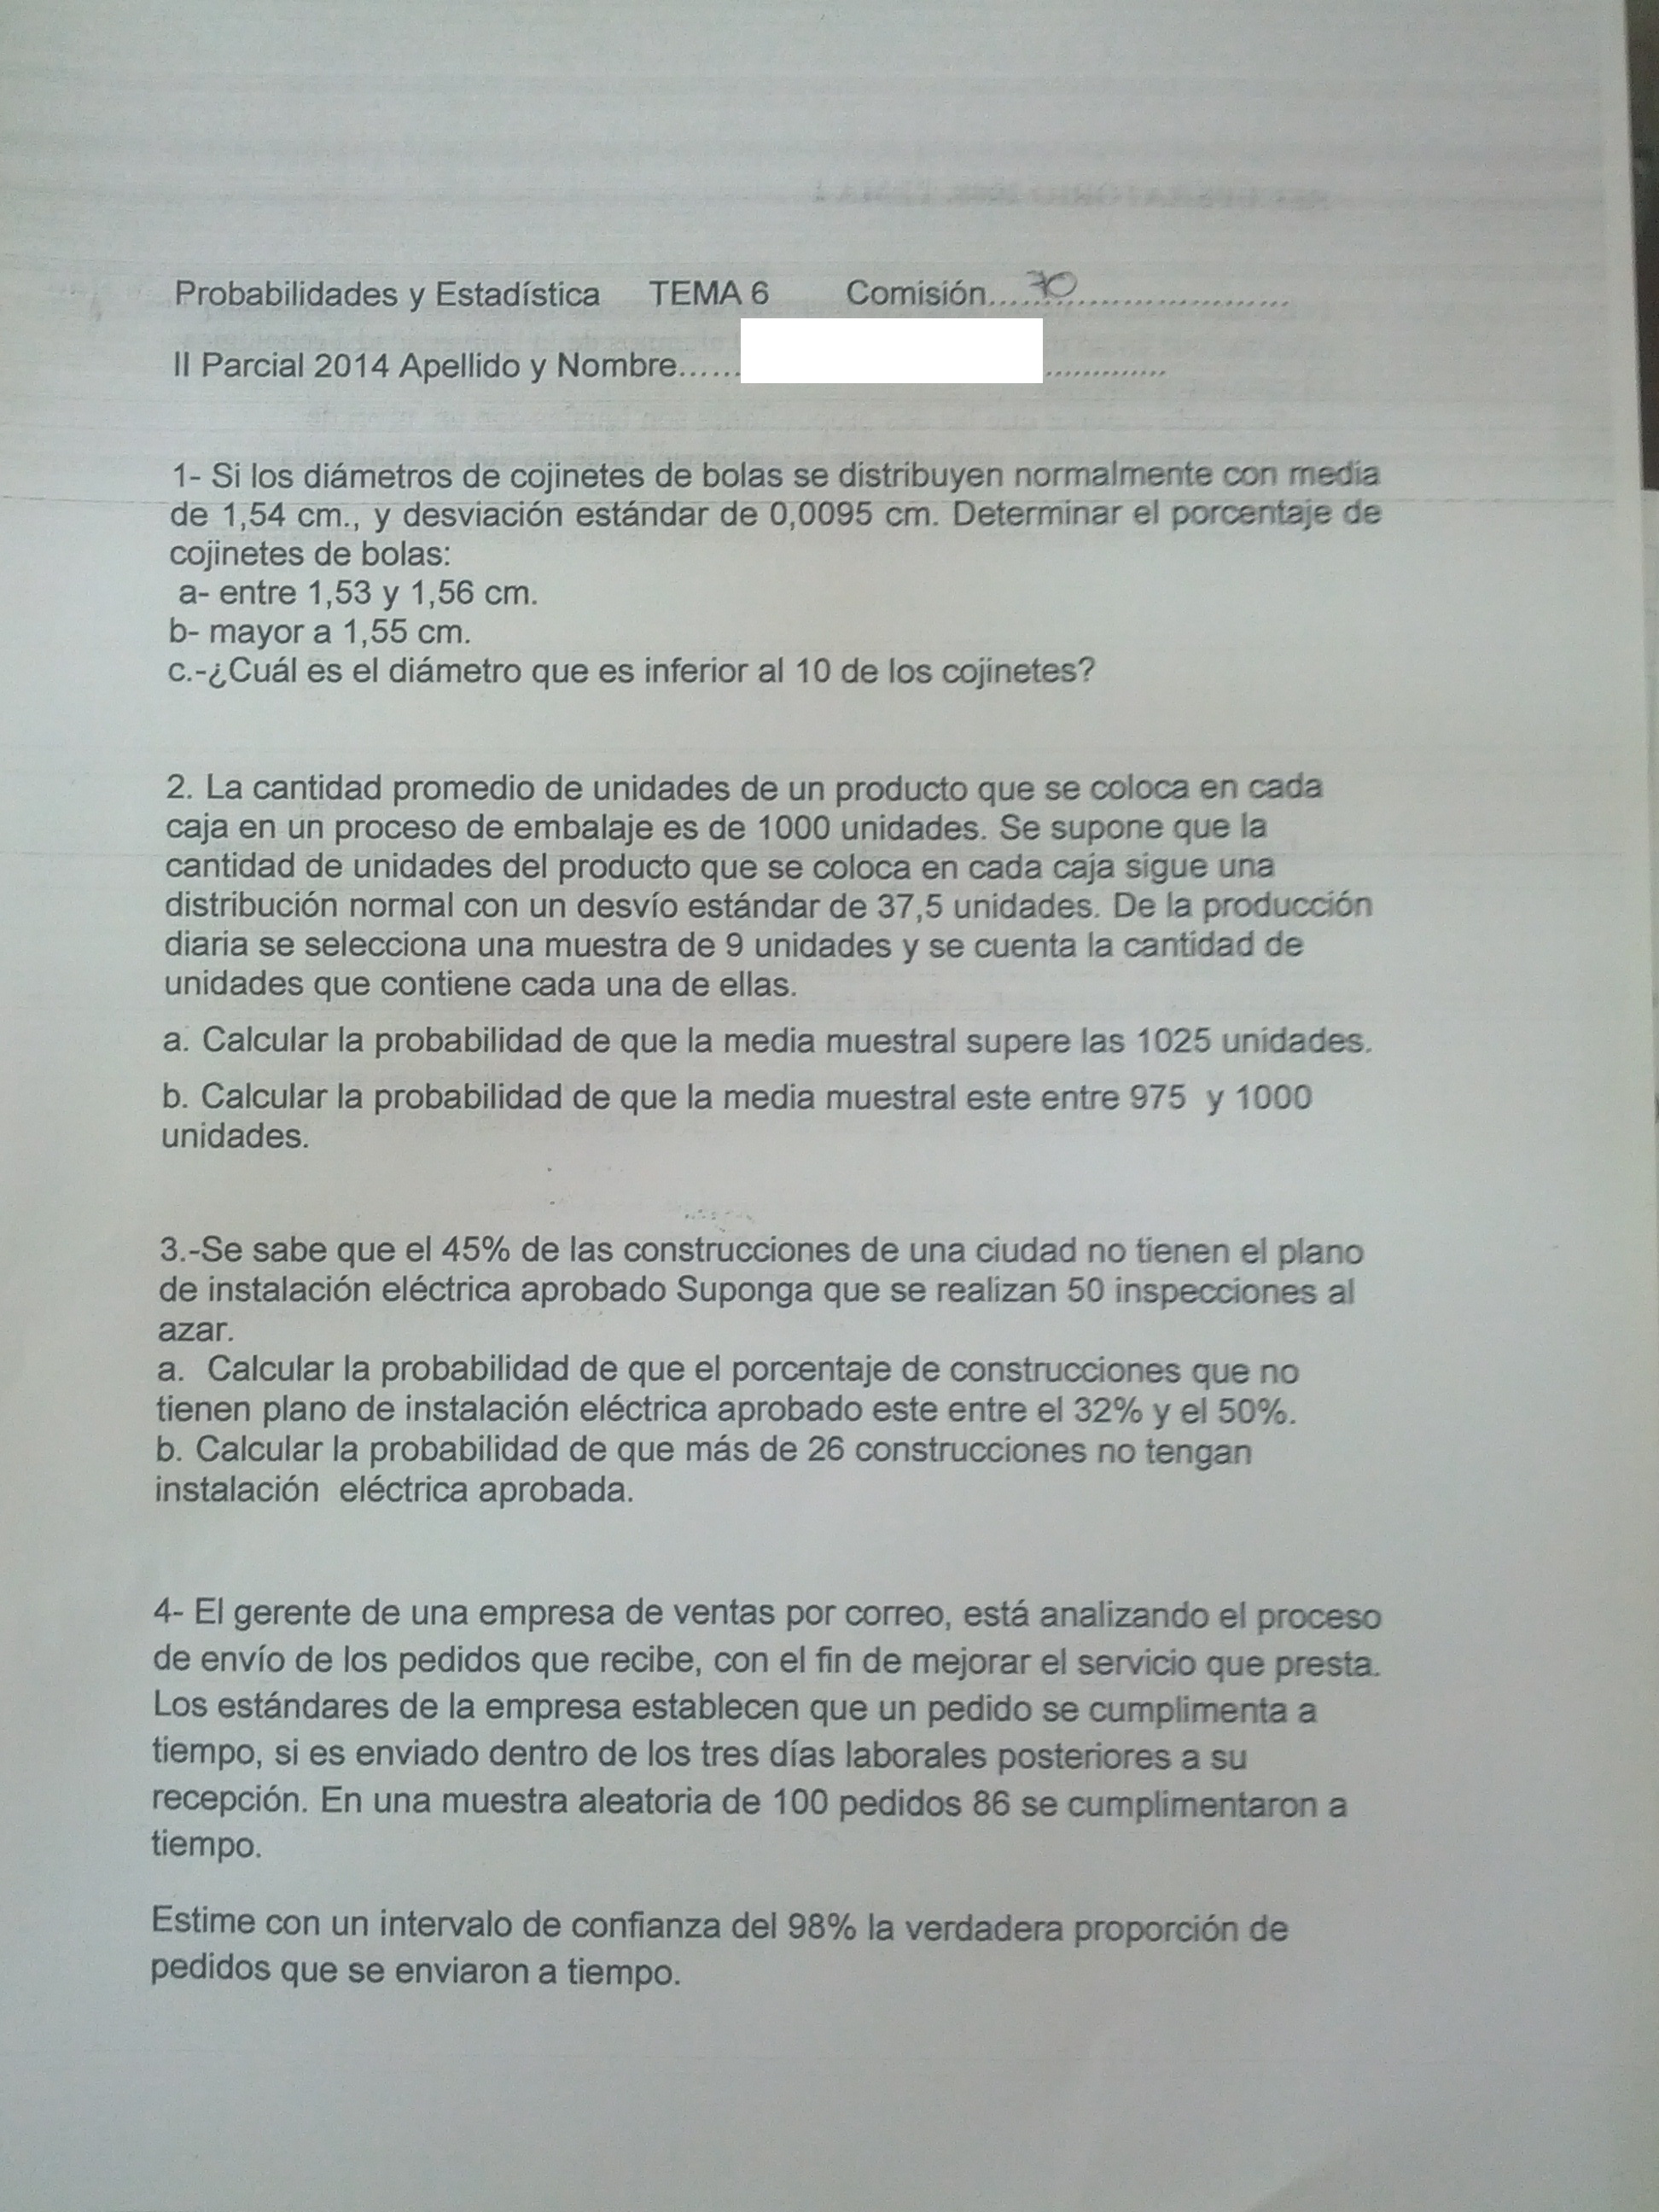 Probabilidades y Estadística TEMA 6 Comisión.....70..............................
II Parcial 2014 Apellido y Nombre...... .............
1- Si los diámetros de cojinetes de bolas se distribuyen normalmente con media
de 1,54 cm., y desviación estándar de 0,0095 cm. Determinar el porcentaje de
cojinetes de bolas:
a- entre 1,53 y 1,56 cm.
b- mayor a 1,55 cm.
c.-¿Cuál es el diámetro que es inferior al 10 de los cojinetes?
2. La cantidad promedio de unidades de un producto que se coloca en cada
caja en un proceso de embalaje es de 1000 unidades. Se supone que la
cantidad de unidades del producto que se coloca en cada caja sigue una
distribución normal con un desvío estándar de 37,5 unidades. De la producción
diaria se selecciona una muestra de 9 unidades y se cuenta la cantidad de
unidades que contiene cada una de ellas.
a. Calcular la probabilidad de que la media muestral supere las 1025 unidades.
b. Calcular la probabilidad de que la media muestral este entre 975 y 1000
unidades.
3.-Se sabe que el 45% de las construcciones de una ciudad no tienen el plano
de instalación eléctrica aprobado Suponga que se realizan 50 inspecciones al
azar.
a. Calcular la probabilidad de que el porcentaje de construcciones que no
tienen plano de instalación eléctrica aprobado este entre el 32% y el 50%.
b. Calcular la probabilidad de que más de 26 construcciones no tengan
instalación eléctrica aprobada.
4- El gerente de una empresa de ventas por correo, está analizando el proceso
de envío de los pedidos que recibe, con el fin de mejorar el servicio que presta.
Los estándares de la empresa establecen que un pedido se cumplimenta a
tiempo, si es enviado dentro de los tres días laborales posteriores a su
recepción. En una muestra aleatoria de 100 pedidos 86 se cumplimentaron a
tiempo.
Estime con un intervalo de confianza del 98% la verdadera proporción de
pedidos que se enviaron a tiempo.